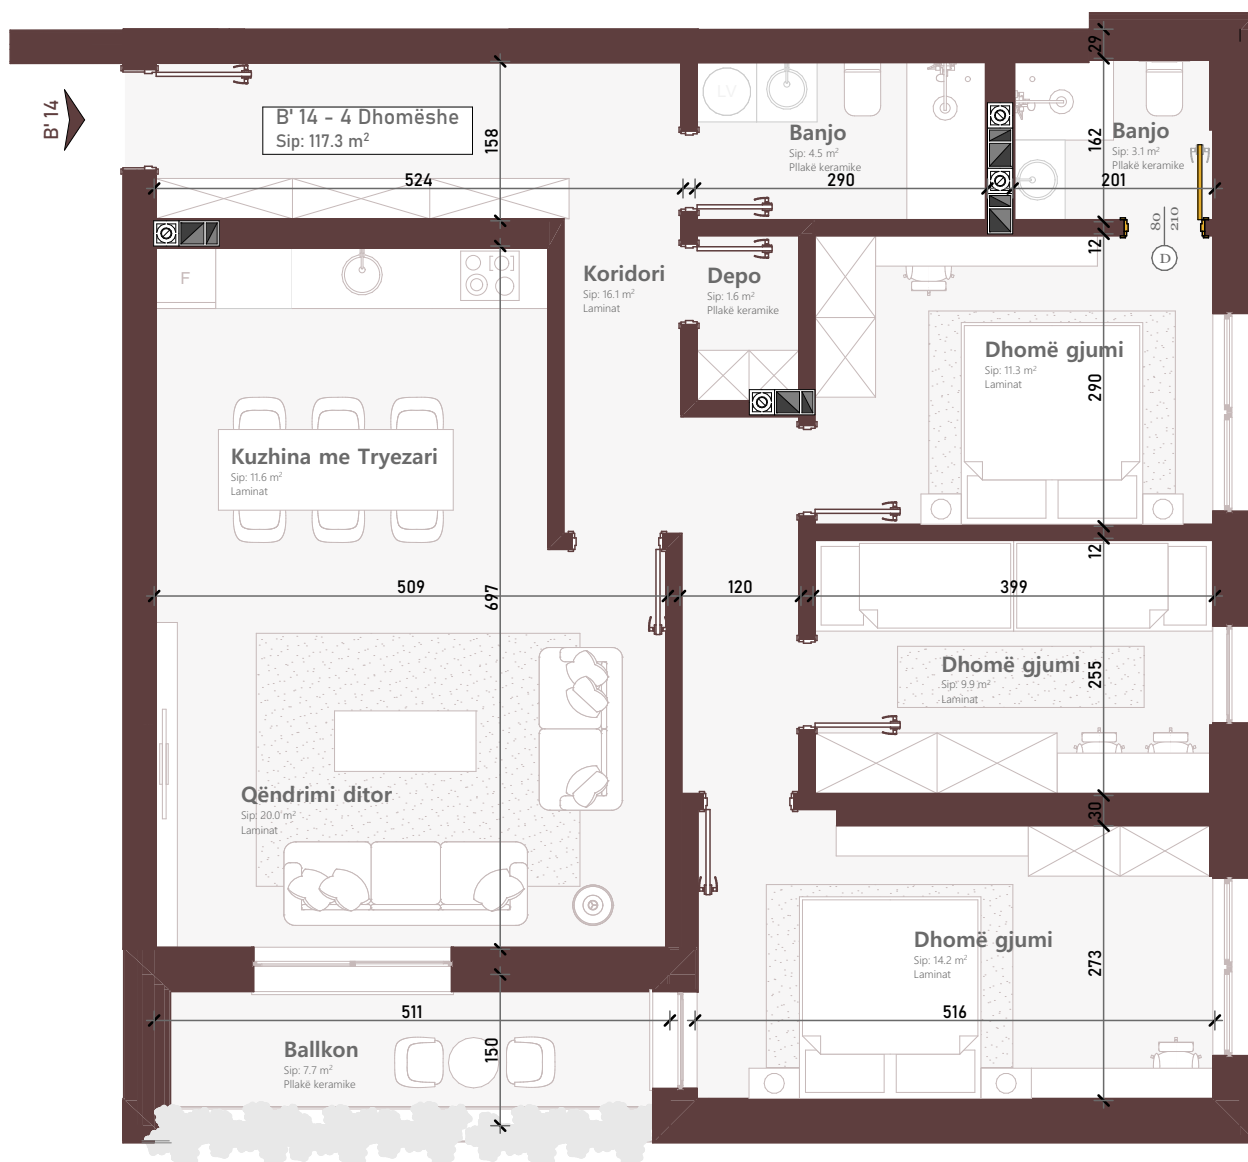 B' 14
B' 14 - 4 Dhomëshe
Sip: 117.3 m²
158
524
LV
Banjo
Sip: 4.5 m²
Pllakë keramike
290
29
162
Banjo
Sip: 3.1 m²
Pllakë keramike
201
80
210
D
12
F
Koridori
Sip: 16.1 m²
Laminat
Depo
Sip: 1.6 m²
Pllakë keramike
Dhomë gjumi
Sip: 11.3 m²
Laminat
290
Kuzhina me Tryezari
Sip: 11.6 m²
Laminat
12
509
697
120
399
Dhomë gjumi
Sip: 9.9 m²
Laminat
255
Qëndrimi ditor
Sip: 20.0 m²
Laminat
30
Dhomë gjumi
Sip: 14.2 m²
Laminat
273
511
516
Ballkon
Sip: 7.7 m²
Pllakë keramike
150